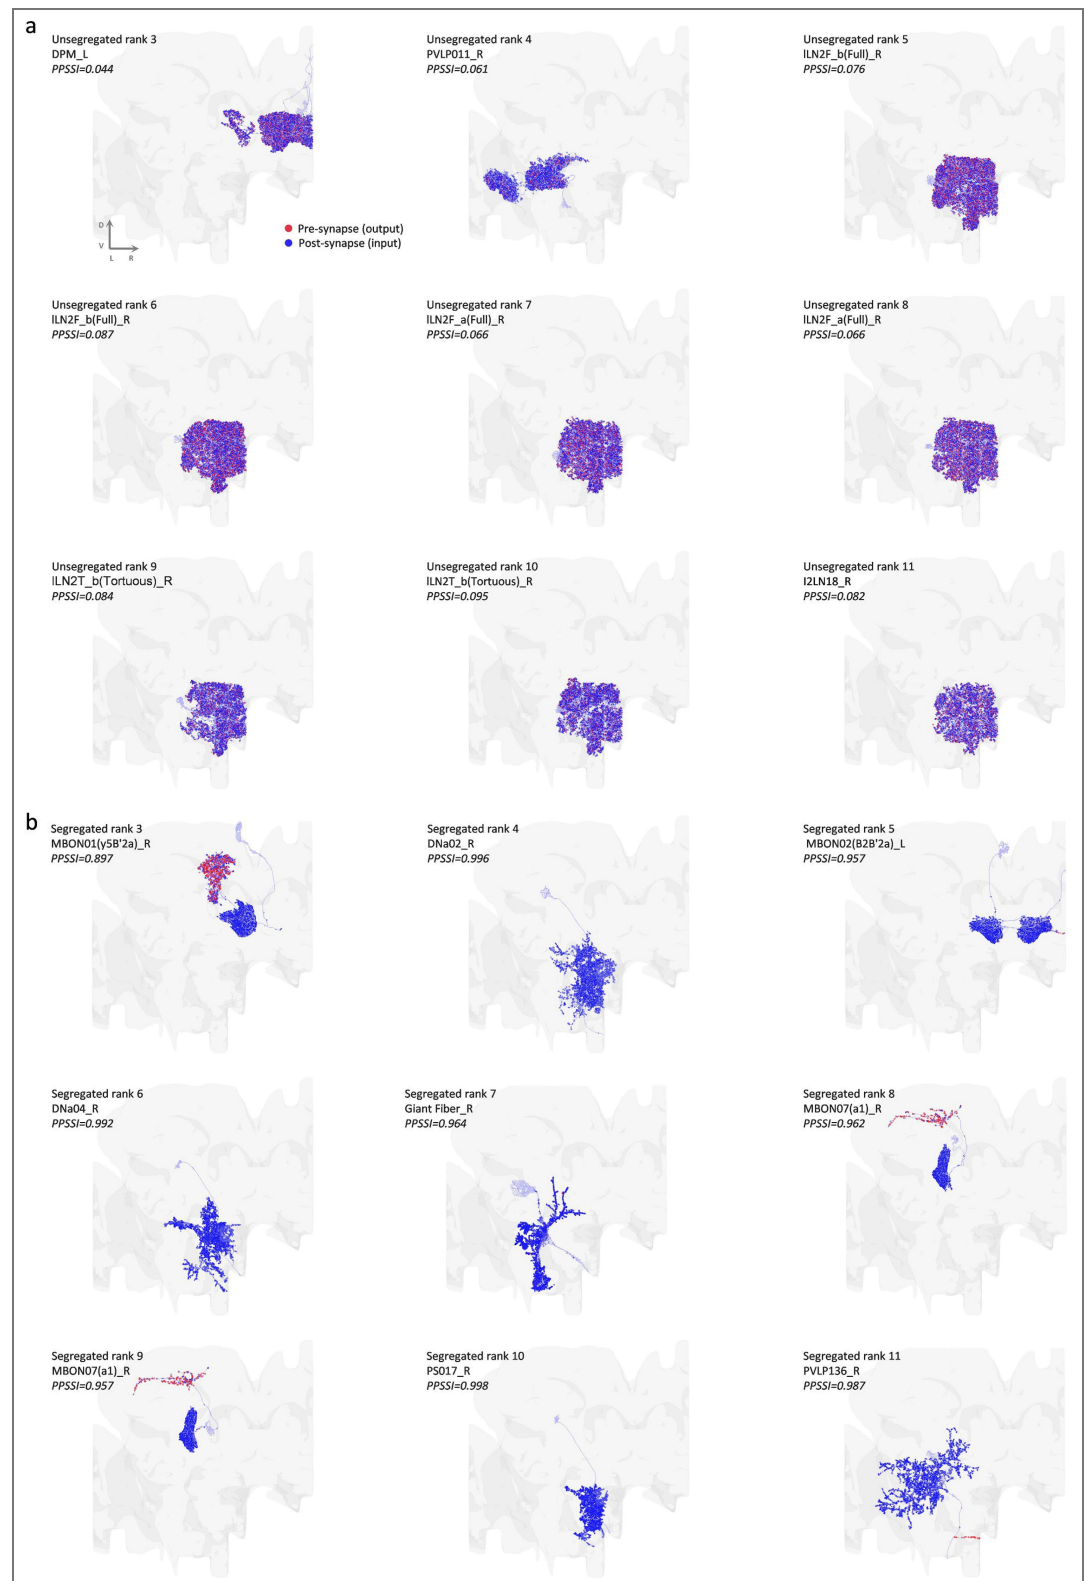 a
Unsegregated rank 3
DPM_L
PPSSI=0.044
Unsegregated rank 4
PVLP011_R
PPSSI=0.061
Unsegregated rank 5
lLN2F_b(Full)_R
PPSSI=0.076
D
V
L R
Pre-synapse (output)
Post-synapse (input)
Unsegregated rank 6
lLN2F_b(Full)_R
PPSSI=0.087
Unsegregated rank 7
lLN2F_a(Full)_R
PPSSI=0.066
Unsegregated rank 8
lLN2F_a(Full)_R
PPSSI=0.066
Unsegregated rank 9
lLN2T_b(Tortuous)_R
PPSSI=0.084
Unsegregated rank 10
lLN2T_b(Tortuous)_R
PPSSI=0.095
Unsegregated rank 11
l2LN18_R
PPSSI=0.082
b
Segregated rank 3
MBON01(y5B'2a)_R
PPSSI=0.897
Segregated rank 4
DNa02_R
PPSSI=0.996
Segregated rank 5
MBON02(B2B'2a)_L
PPSSI=0.957
Segregated rank 6
DNa04_R
PPSSI=0.992
Segregated rank 7
Giant Fiber_R
PPSSI=0.964
Segregated rank 8
MBON07(a1)_R
PPSSI=0.962
Segregated rank 9
MBON07(a1)_R
PPSSI=0.957
Segregated rank 10
PS017_R
PPSSI=0.998
Segregated rank 11
PVLP136_R
PPSSI=0.987